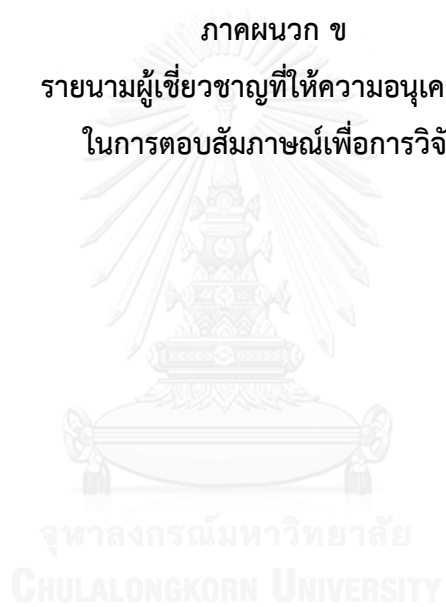 ภาคผนวก ข
รายนามผู้เชี่ยวชาญที่ให้ความอนุเค
ในการตอบสัมภาษณ์เพื่อการวิจั
จุฬาลงกรณ์มหาวิทยาลัย
CHULALONGKORN UNIVERSITY